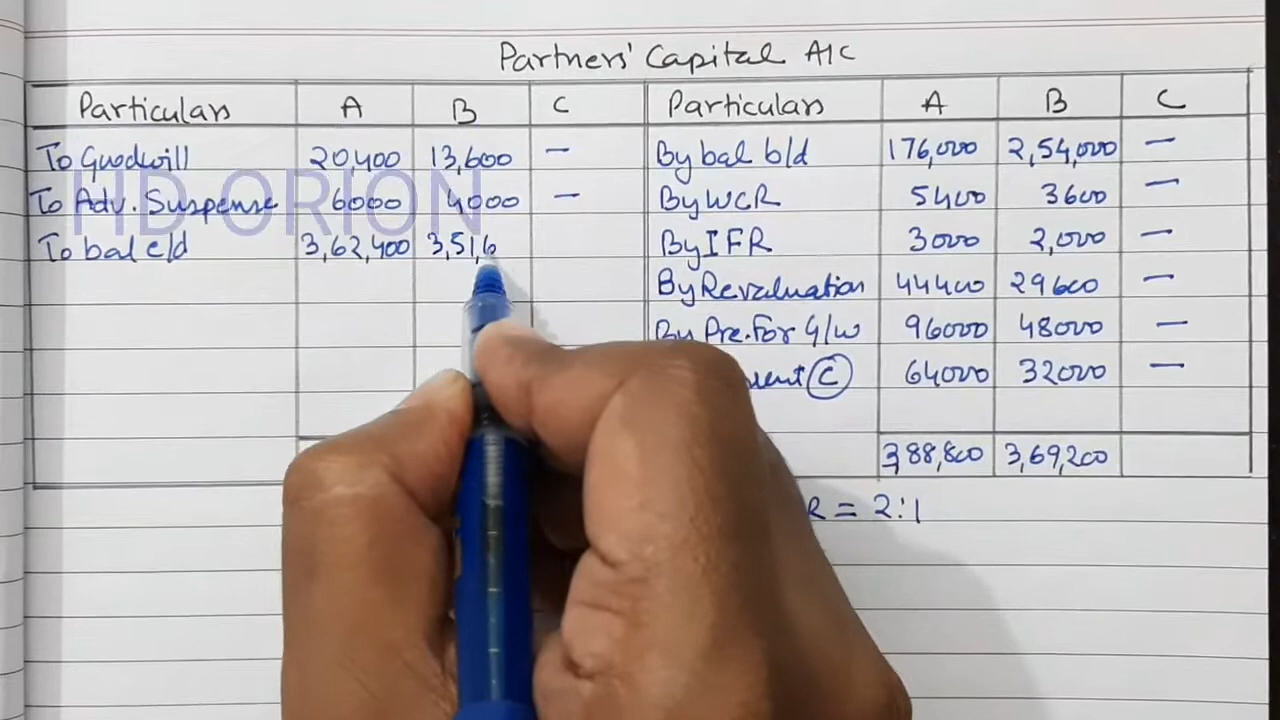 Partners' Capital A/C
Particulars A B C Particulars A B C
To Goodwill 20,400 13,600 — By bal b/d 176,000 2,54,000 —
To Adv. Suspense 6000 4000 — By WCR 5400 3600 —
To bal c/d 3,62,400 3,51,6 By IFR 3000 2,000 —
By Revaluation 44400 29600 —
By Pre. For G/W 96000 48000 —
C 64000 32000 —
3,88,800 3,69,200
R = 2:1
HD ORION